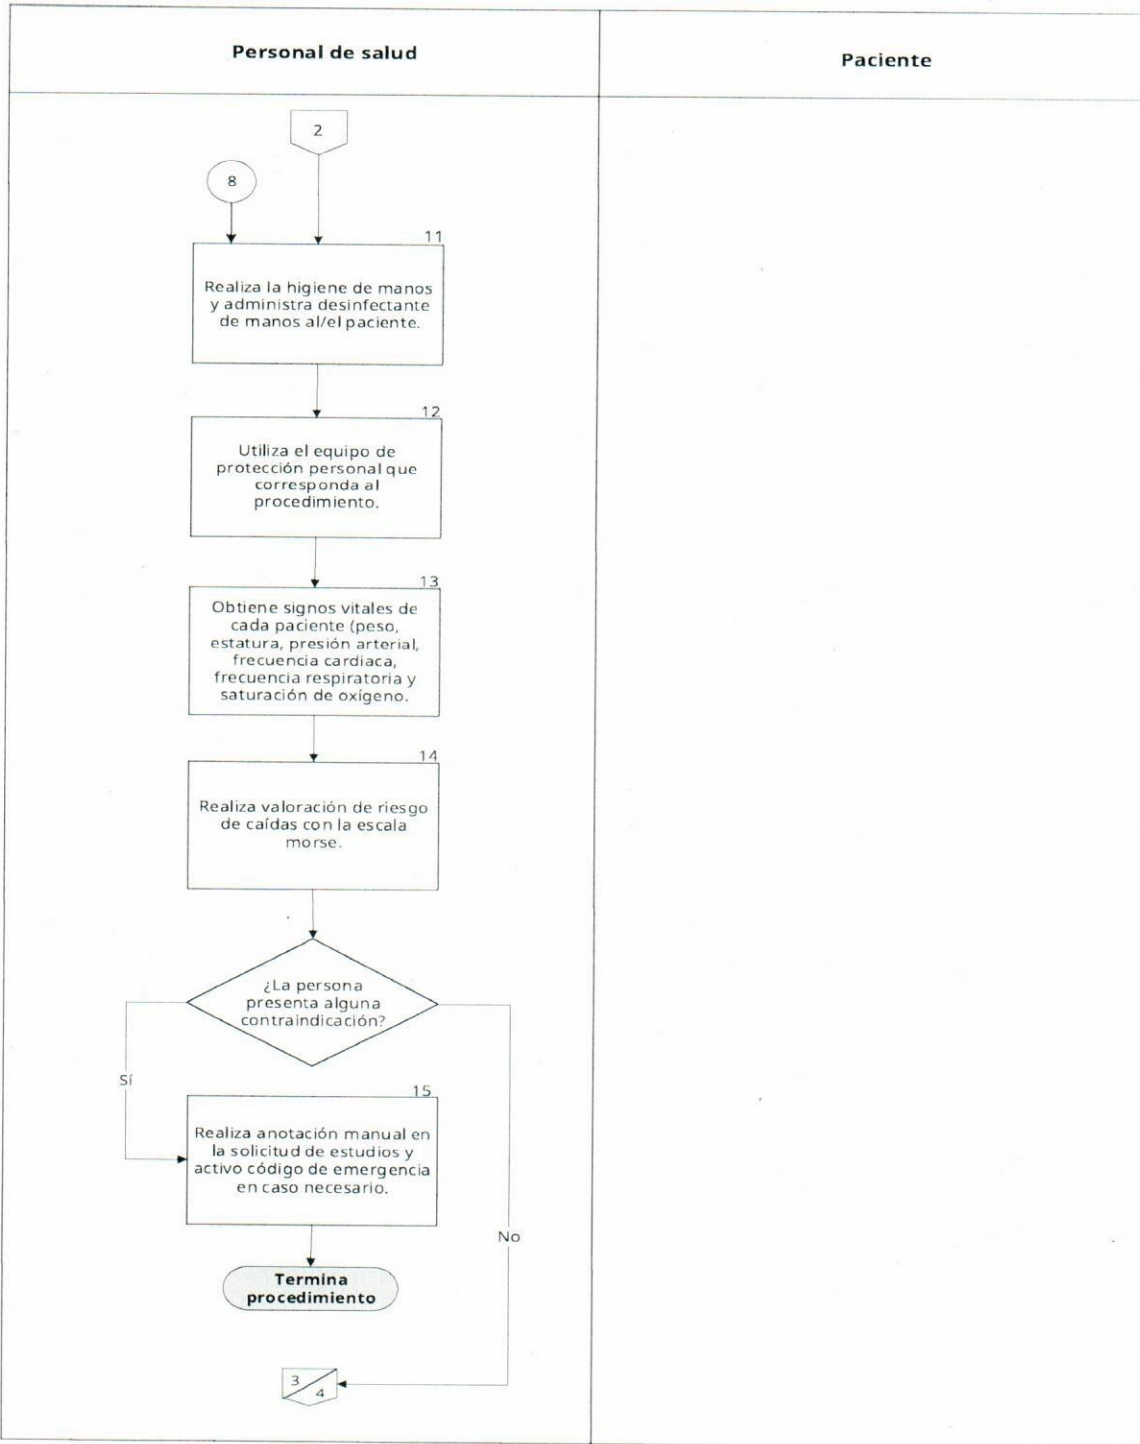 Personal de salud
Paciente
2
8
11
Realiza la higiene de manos
y administra desinfectante
de manos al/el paciente.
12
Utiliza el equipo de
protección personal que
corresponda al
procedimiento.
13
Obtiene signos vitales de
cada paciente (peso,
estatura, presión arterial,
frecuencia cardiaca,
frecuencia respiratoria y
saturación de oxígeno.
14
Realiza valoración de riesgo
de caídas con la escala
morse.
¿La persona
presenta alguna
contraindicación?
Sí
15
Realiza anotación manual en
la solicitud de estudios y
activo código de emergencia
en caso necesario.
No
Termina
procedimiento
3
4